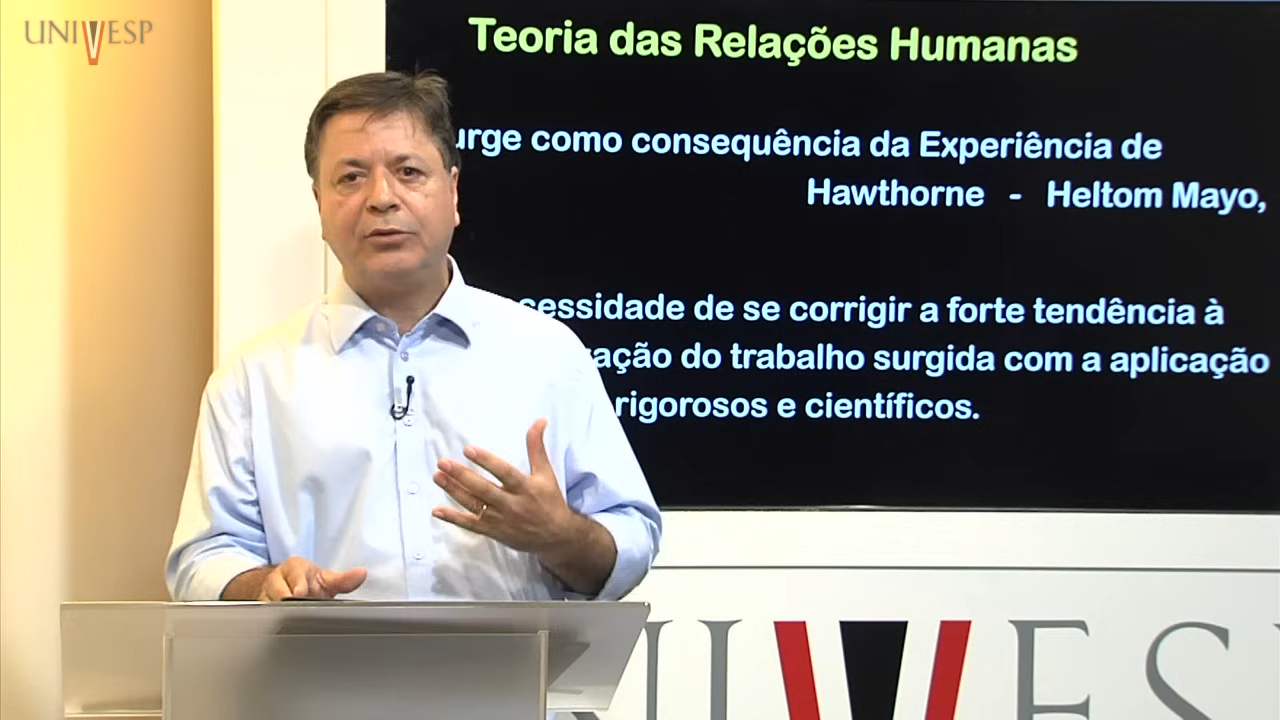 UNIVESP
Teoria das Relações Humanas
urge como consequência da Experiência de
Hawthorne - Heltom Mayo,
cessidade de se corrigir a forte tendência à
ação do trabalho surgida com a aplicação
rigorosos e científicos.
NIVESP